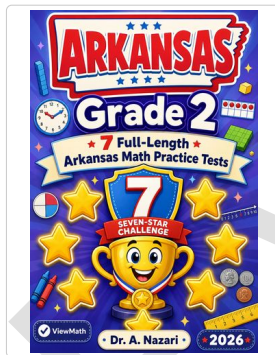 ARKANSAS
Grade 2
7 Full-Length
Arkansas Math Practice Tests
7
SEVEN-STAR
CHALLENGE
ViewMath
Dr. A. Nazari
2026